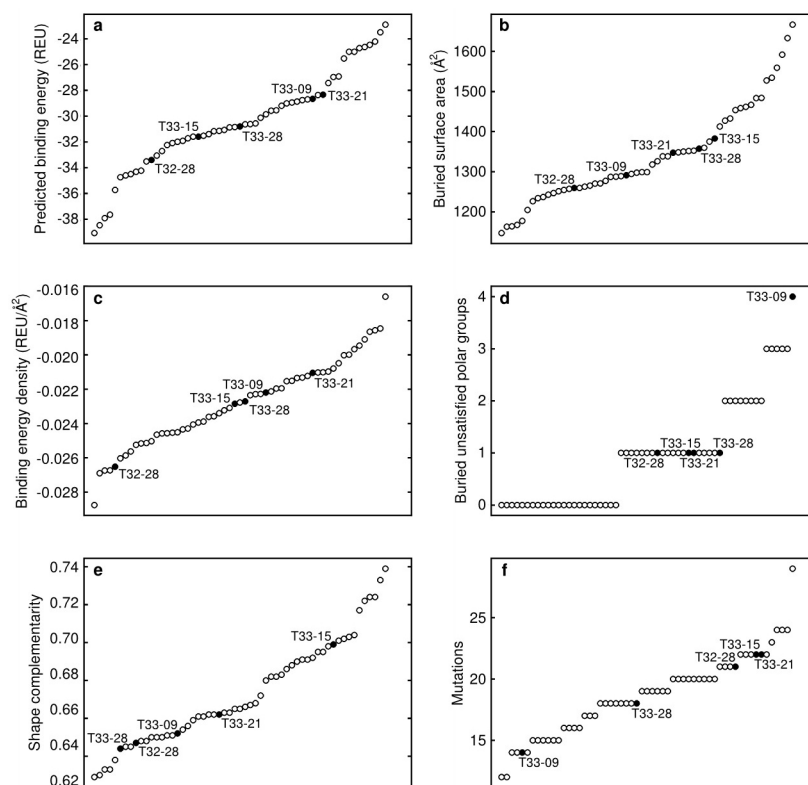 a
Predicted binding energy (REU)
-24
-26
-28
-30
-32
-34
-36
-38
T33-09
T33-21
T33-15
T33-28
T32-28
b
Buried surface area (Å²)
1600
1500
1400
1300
1200
T33-21
T33-15
T33-28
T32-28
T33-09
c
Binding energy density (REU/Å²)
-0.016
-0.018
-0.020
-0.022
-0.024
-0.026
-0.028
T33-09
T33-21
T33-15
T33-28
T32-28
d
Buried unsatisfied polar groups
4
3
2
1
0
T33-09
T33-15
T33-28
T32-28
T33-21
e
Shape complementarity
0.74
0.70
0.68
0.66
0.64
0.62
T33-15
T33-28
T33-09
T33-21
T32-28
f
Mutations
25
20
15
T33-15
T32-28
T33-21
T33-28
T33-09